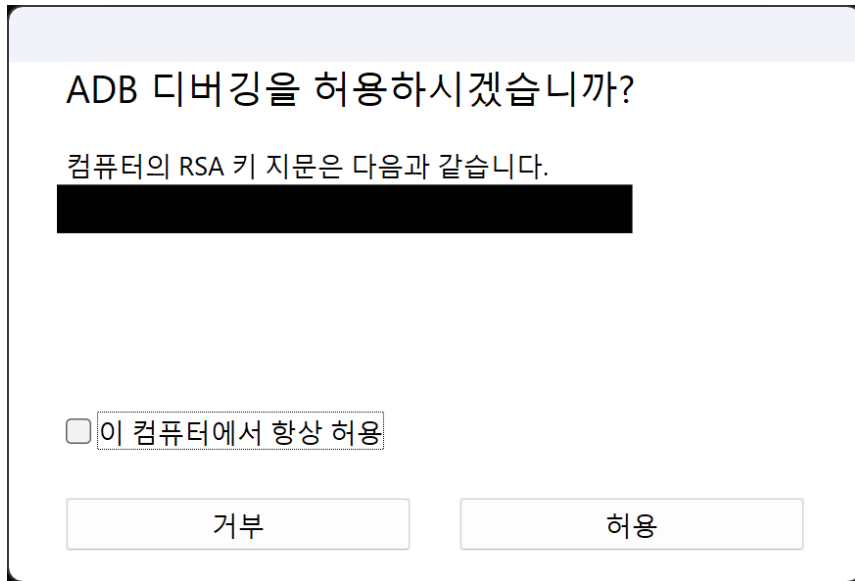 ADB 디버깅을 허용하시겠습니까?
컴퓨터의 RSA 키 지문은 다음과 같습니다.
이 컴퓨터에서 항상 허용
거부
허용